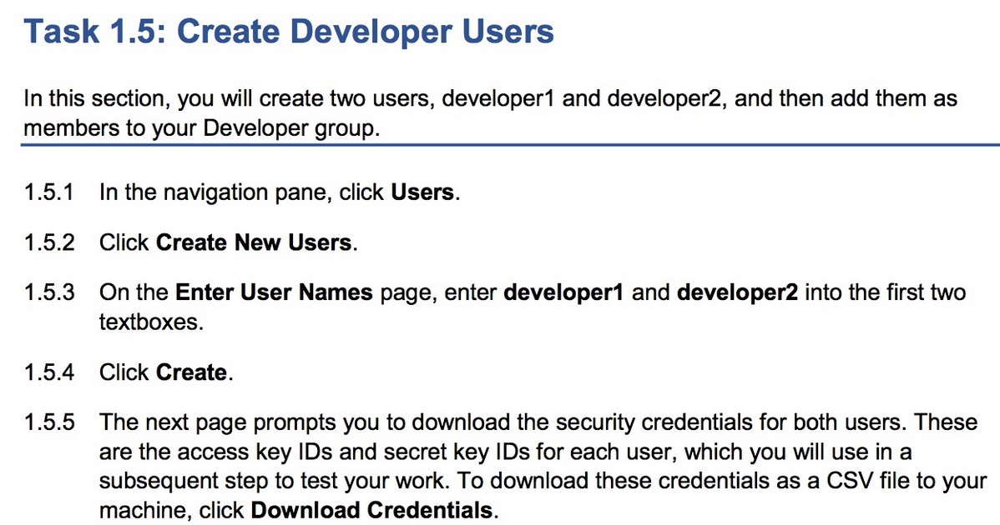 Task 1.5: Create Developer Users
In this section, you will create two users, developer1 and developer2, and then add them as
members to your Developer group.
1.5.1 In the navigation pane, click Users.
1.5.2 Click Create New Users.
1.5.3 On the Enter User Names page, enter developer1 and developer2 into the first two
textboxes.
1.5.4 Click Create.
1.5.5 The next page prompts you to download the security credentials for both users. These
are the access key IDs and secret key IDs for each user, which you will use in a
subsequent step to test your work. To download these credentials as a CSV file to your
machine, click Download Credentials.